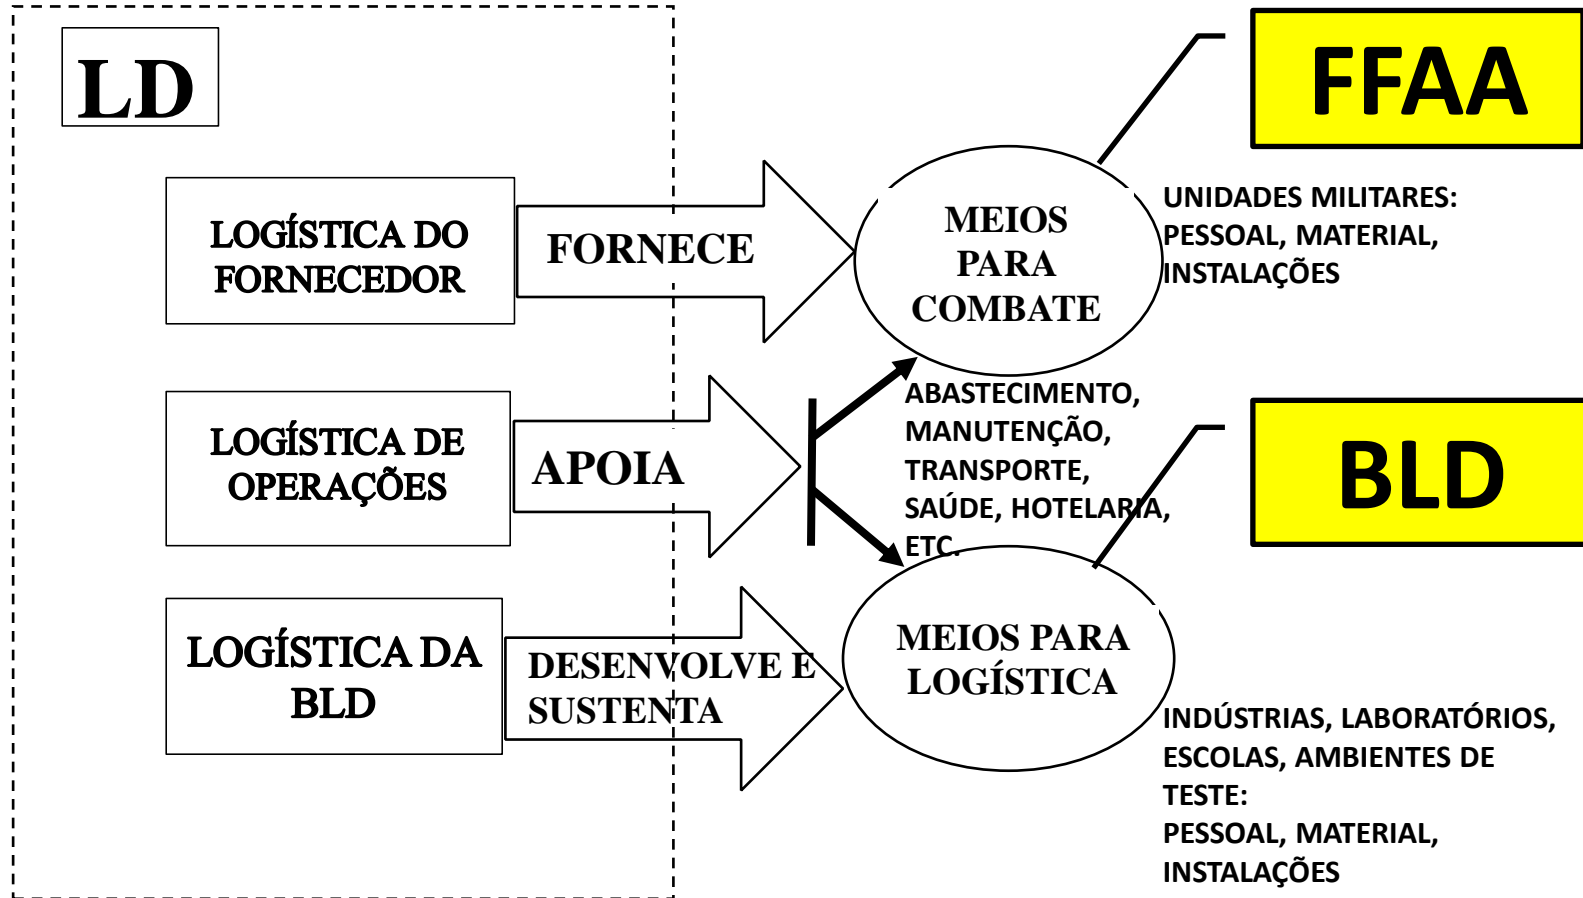 LD
FFAA
LOGÍSTICA DO
FORNECEDOR
FORNECE
MEIOS
PARA
COMBATE
UNIDADES MILITARES:
PESSOAL, MATERIAL,
INSTALAÇÕES
LOGÍSTICA DE
OPERAÇÕES
APOIA
ABASTECIMENTO,
MANUTENÇÃO,
TRANSPORTE,
SAÚDE, HOTELARIA,
ETC.
BLD
LOGÍSTICA DA
BLD
DESENVOLVE E
SUSTENTA
MEIOS PARA
LOGÍSTICA
INDÚSTRIAS, LABORATÓRIOS,
ESCOLAS, AMBIENTES DE
TESTE:
PESSOAL, MATERIAL,
INSTALAÇÕES